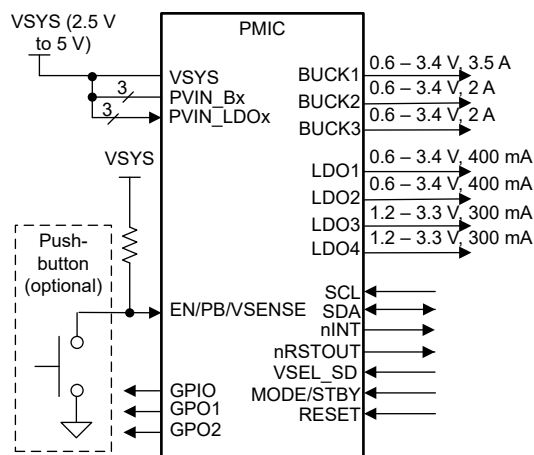 VSYS (2.5 V
to 5 V)
PMIC
VSYS
3
PVIN_Bx
3
PVIN_LDOx
BUCK1
0.6 – 3.4 V, 3.5 A
BUCK2
0.6 – 3.4 V, 2 A
BUCK3
0.6 – 3.4 V, 2 A
LDO1
0.6 – 3.4 V, 400 mA
LDO2
0.6 – 3.4 V, 400 mA
LDO3
1.2 – 3.3 V, 300 mA
LDO4
1.2 – 3.3 V, 300 mA
VSYS
Push-
button
(optional)
EN/PB/VSENSE
SCL
SDA
nINT
nRSTOUT
VSEL_SD
MODE/STBY
RESET
GPIO
GPO1
GPO2